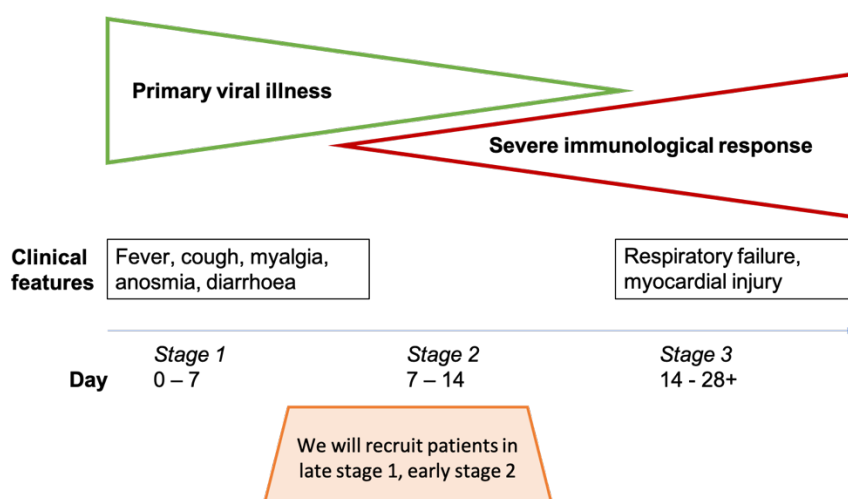 Primary viral illness
Severe immunological response
Clinical
features
Fever, cough, myalgia,
anosmia, diarrhoea
Respiratory failure,
myocardial injury
Stage 1
Stage 2
Stage 3
Day
0 – 7
7 – 14
14 - 28+
We will recruit patients in
late stage 1, early stage 2